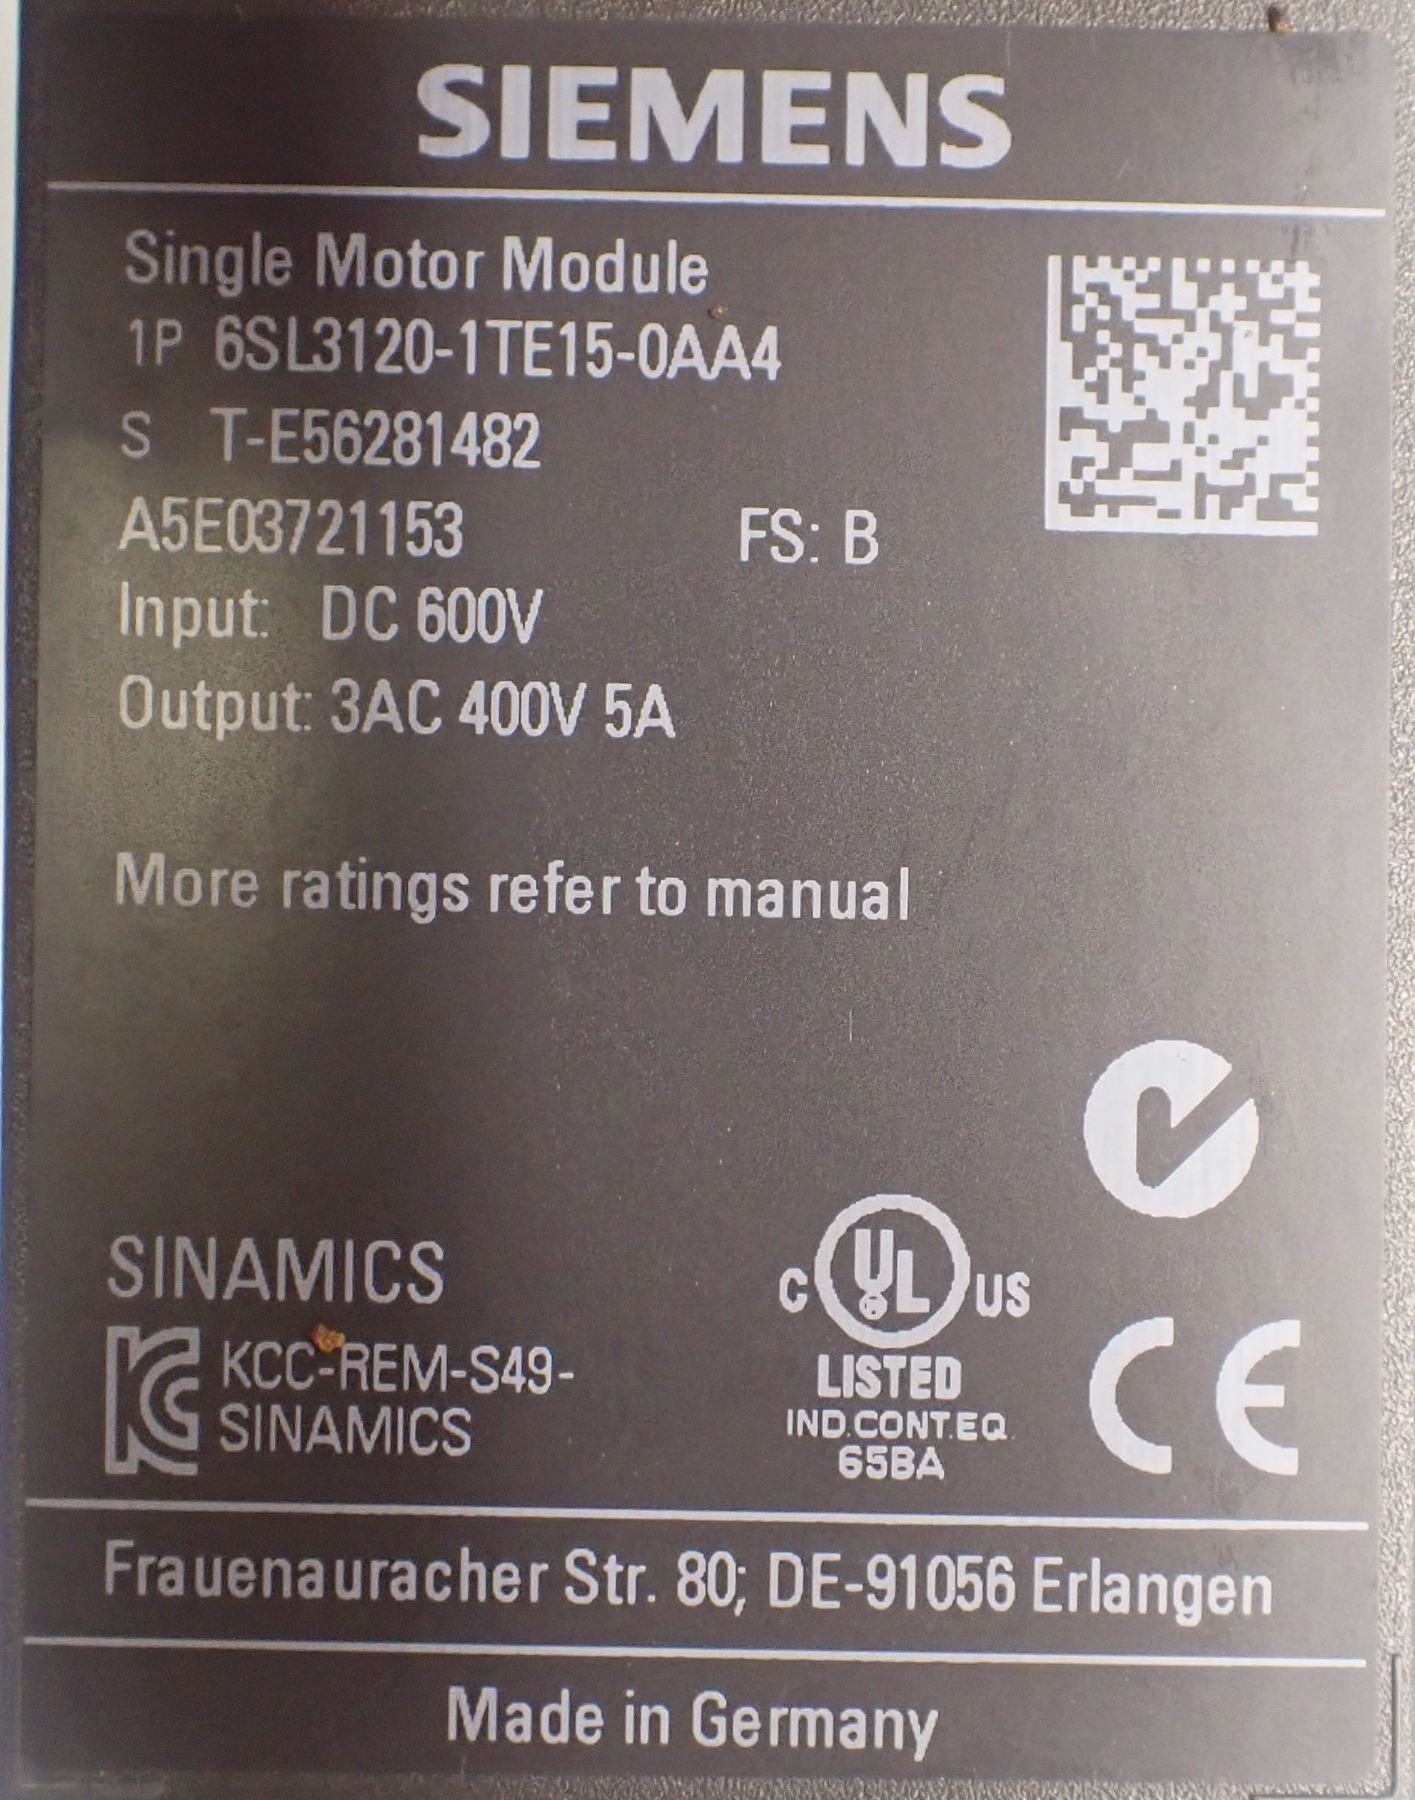 SIEMENS
Single Motor Module
1P 6SL3120-1TE15-0AA4
S T-E56281482
A5E03721153 FS: B
Input: DC 600V
Output: 3AC 400V 5A
More ratings refer to manual
SINAMICS
KCC-REM-S49-
SINAMICS
C UL US
LISTED
IND.CONT.EQ.
65BA
CE
Frauenauracher Str. 80; DE-91056 Erlangen
Made in Germany